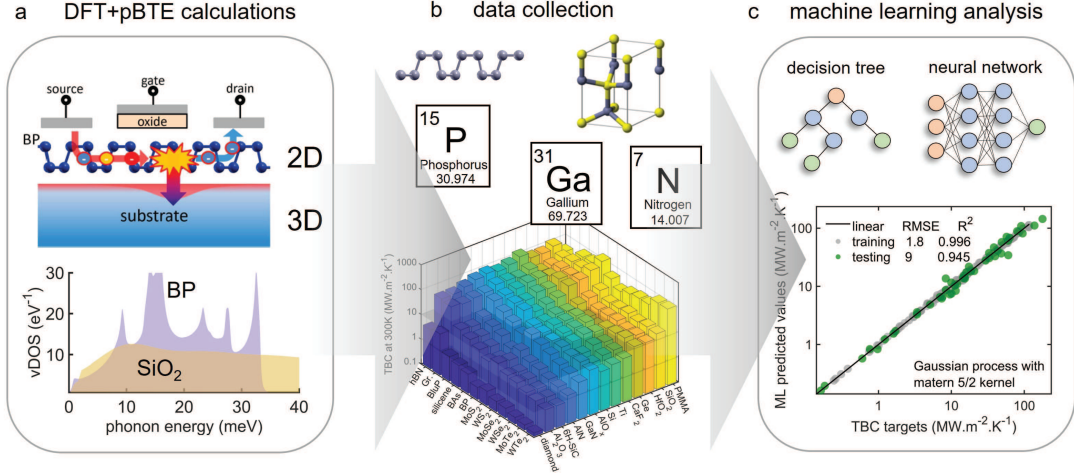 a DFT+pBTE calculations
source
gate
drain
oxide
BP
2D
substrate
3D
vDOS (eV⁻¹)
30
20
10
BP
SiO₂
0 10 20 30 40
phonon energy (meV)
b data collection
15
P
Phosphorus
30.974
31
Ga
Gallium
69.723
7
N
Nitrogen
14.007
TBC at 300K (MW.m⁻².K⁻¹)
1000
100
10
1
0.1
hBN
Gr.
BluP
silicene
BAs
BP
MoS₂
WS₂
MoSe₂
WSe₂
MoTe₂
WTe₂
diamond
Al₂O₃
6H-SiC
AlN
GaN
AlOₓ
Si
Ti
CaF₂
Ge
HfO₂
SiO₂
PMMA
c machine learning analysis
decision tree
neural network
ML predicted values (MW.m⁻².K⁻¹)
100
10
1
linear RMSE R²
training 1.8 0.996
testing 9 0.945
Gaussian process with
matern 5/2 kernel
1 10 100
TBC targets (MW.m⁻².K⁻¹)